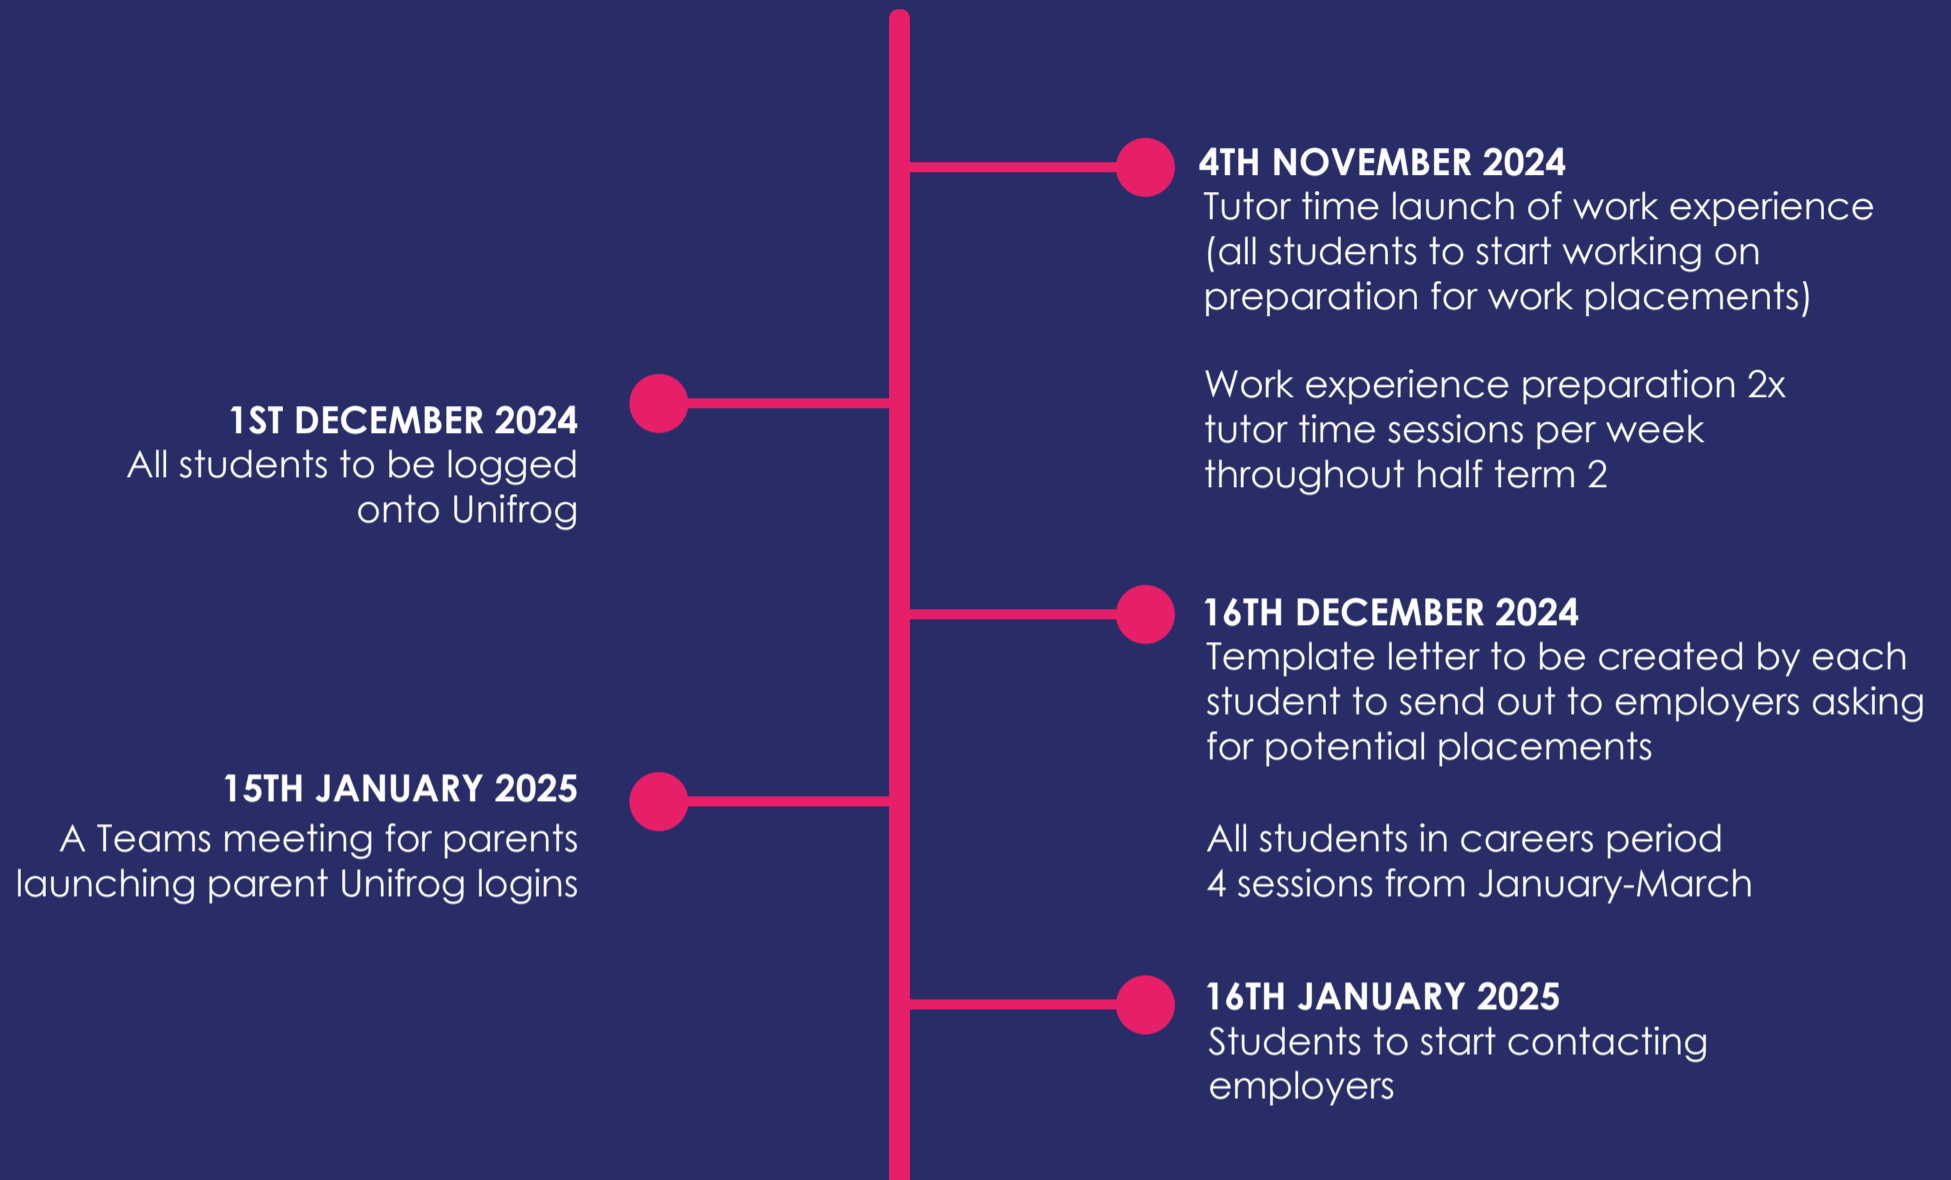 4TH NOVEMBER 2024
Tutor time launch of work experience
(all students to start working on
preparation for work placements)
Work experience preparation 2x
tutor time sessions per week
throughout half term 2
1ST DECEMBER 2024
All students to be logged
onto Unifrog
16TH DECEMBER 2024
Template letter to be created by each
student to send out to employers asking
for potential placements
All students in careers period
4 sessions from January-March
15TH JANUARY 2025
A Teams meeting for parents
launching parent Unifrog logins
16TH JANUARY 2025
Students to start contacting
employers